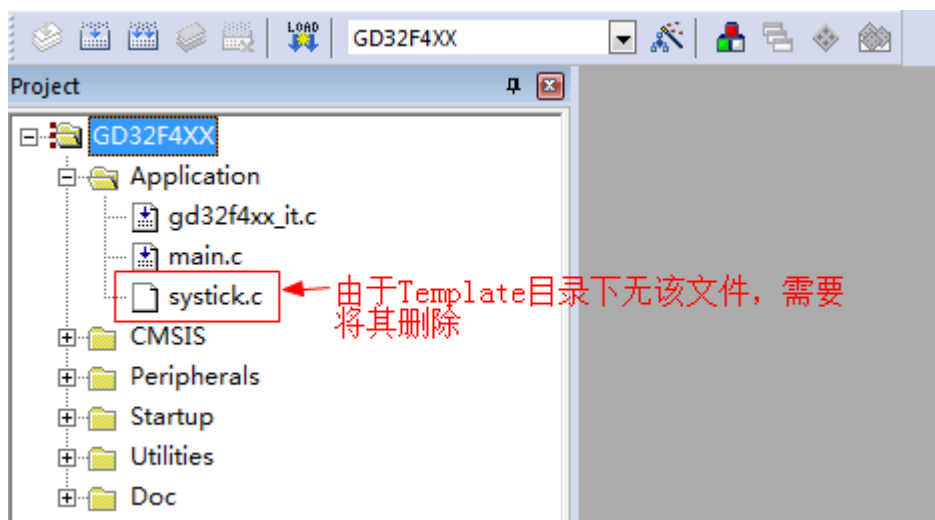 LOAD
GD32F4XX
Project
GD32F4XX
Application
gd32f4xx_it.c
main.c
systick.c
由于Template目录下无该文件，需要
将其删除
CMSIS
Peripherals
Startup
Utilities
Doc